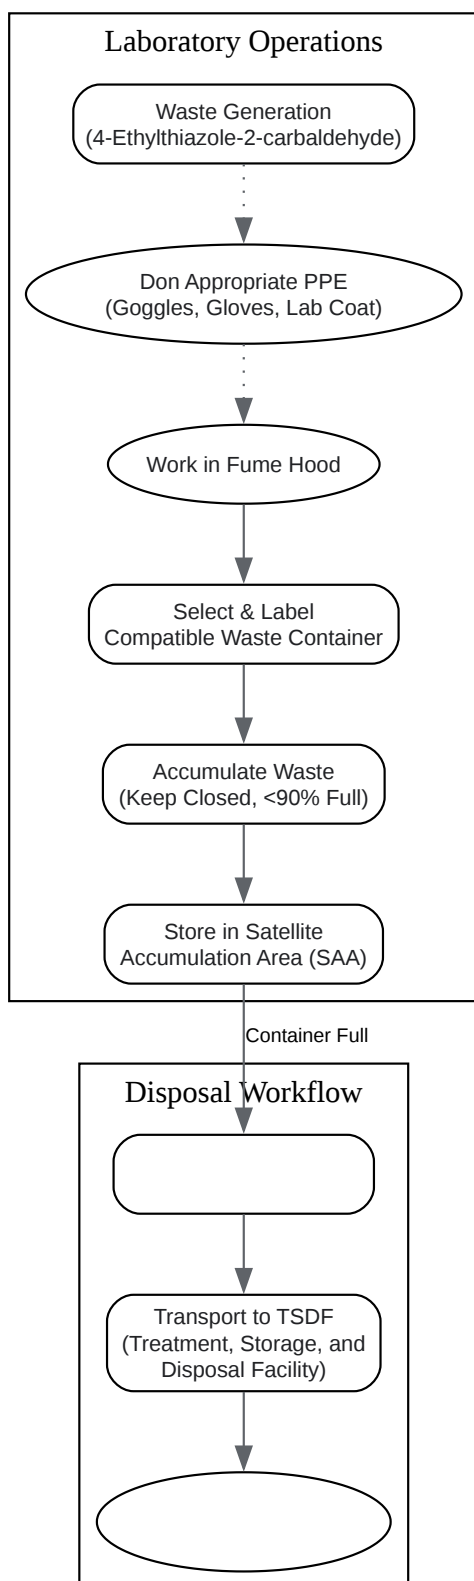 Laboratory Operations
Waste Generation
(4-Ethylthiazole-2-carbaldehyde)
Don Appropriate PPE
(Goggles, Gloves, Lab Coat)
Work in Fume Hood
Select & Label
Compatible Waste Container
Accumulate Waste
(Keep Closed, <90% Full)
Store in Satellite
Accumulation Area (SAA)
Container Full
Disposal Workflow
Transport to TSDF
(Treatment, Storage, and
Disposal Facility)